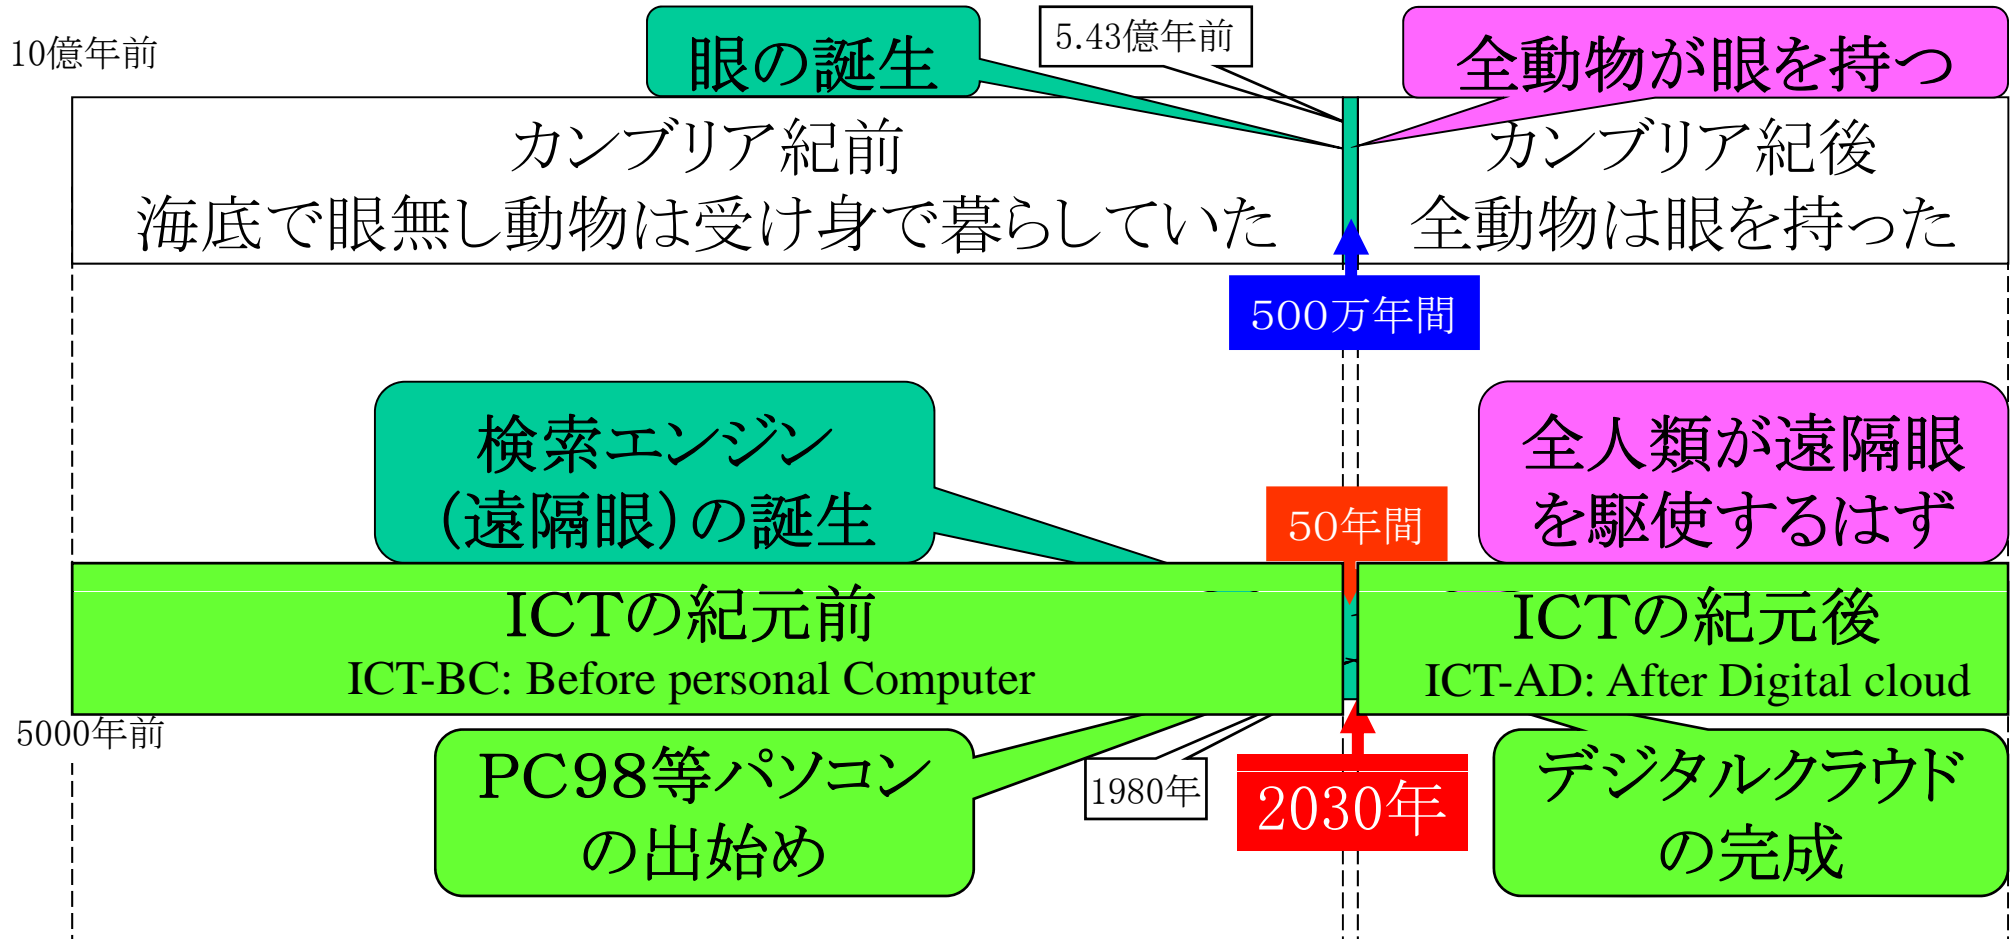 眼の誕生
5.43億年前
全動物が眼を持つ
10億年前
カンブリア紀前
海底で眼無し動物は受け身で暮らしていた
カンブリア紀後
全動物は眼を持った
500万年間
検索エンジン
(遠隔眼)の誕生
50年間
全人類が遠隔眼
を駆使するはず
ICTの紀元前
ICT-BC: Before personal Computer
ICTの紀元後
ICT-AD: After Digital cloud
5000年前
PC98等パソコン
の出始め
1980年
2030年
デジタルクラウド
の完成